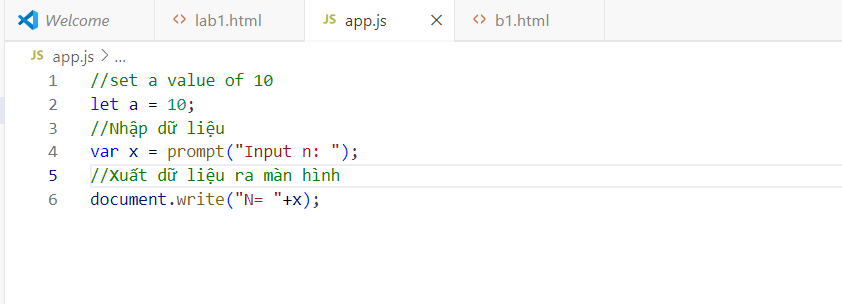 Welcome
<> lab1.html
JS app.js ×
<> b1.html
JS app.js > ...
1 //set a value of 10
2 let a = 10;
3 //Nhập dữ liệu
4 var x = prompt("Input n: ");
5 //Xuất dữ liệu ra màn hình
6 document.write("N= "+x);